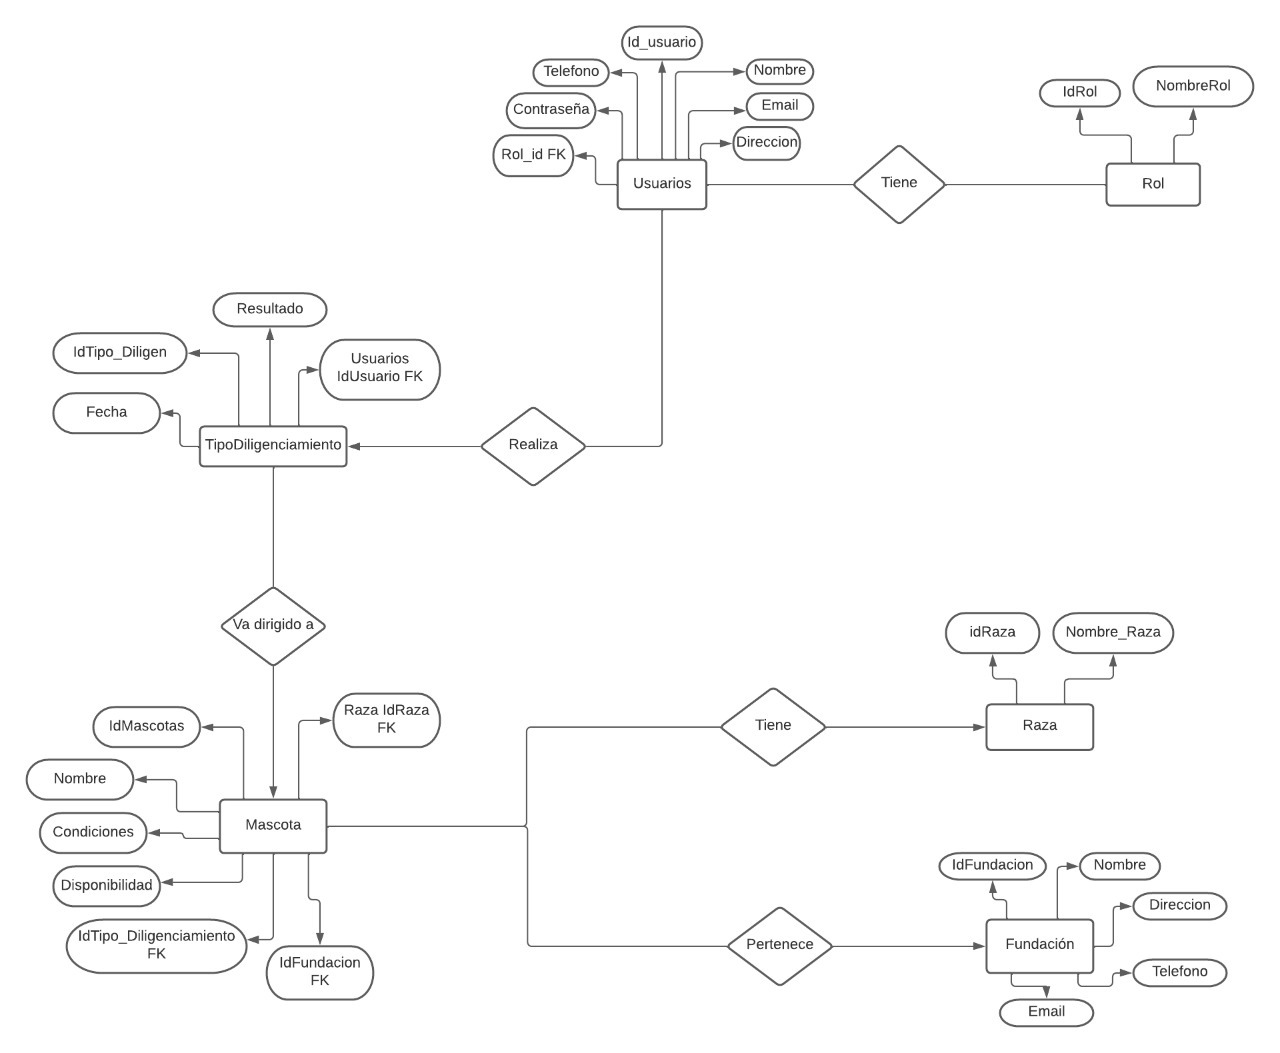 Id_usuario
Telefono
Nombre
Contraseña
Email
Rol_id FK
Direccion
Usuarios
Tiene
IdRol
NombreRol
Rol
Resultado
IdTipo_Diligen
Usuarios
IdUsuario FK
Fecha
TipoDiligenciamiento
Realiza
Va dirigido a
IdMascotas
Raza IdRaza
FK
Nombre
Condiciones
Mascota
Disponibilidad
IdTipo_Diligenciamiento
FK
IdFundacion
FK
Tiene
idRaza
Nombre_Raza
Raza
Pertenece
IdFundacion
Nombre
Direccion
Fundación
Telefono
Email